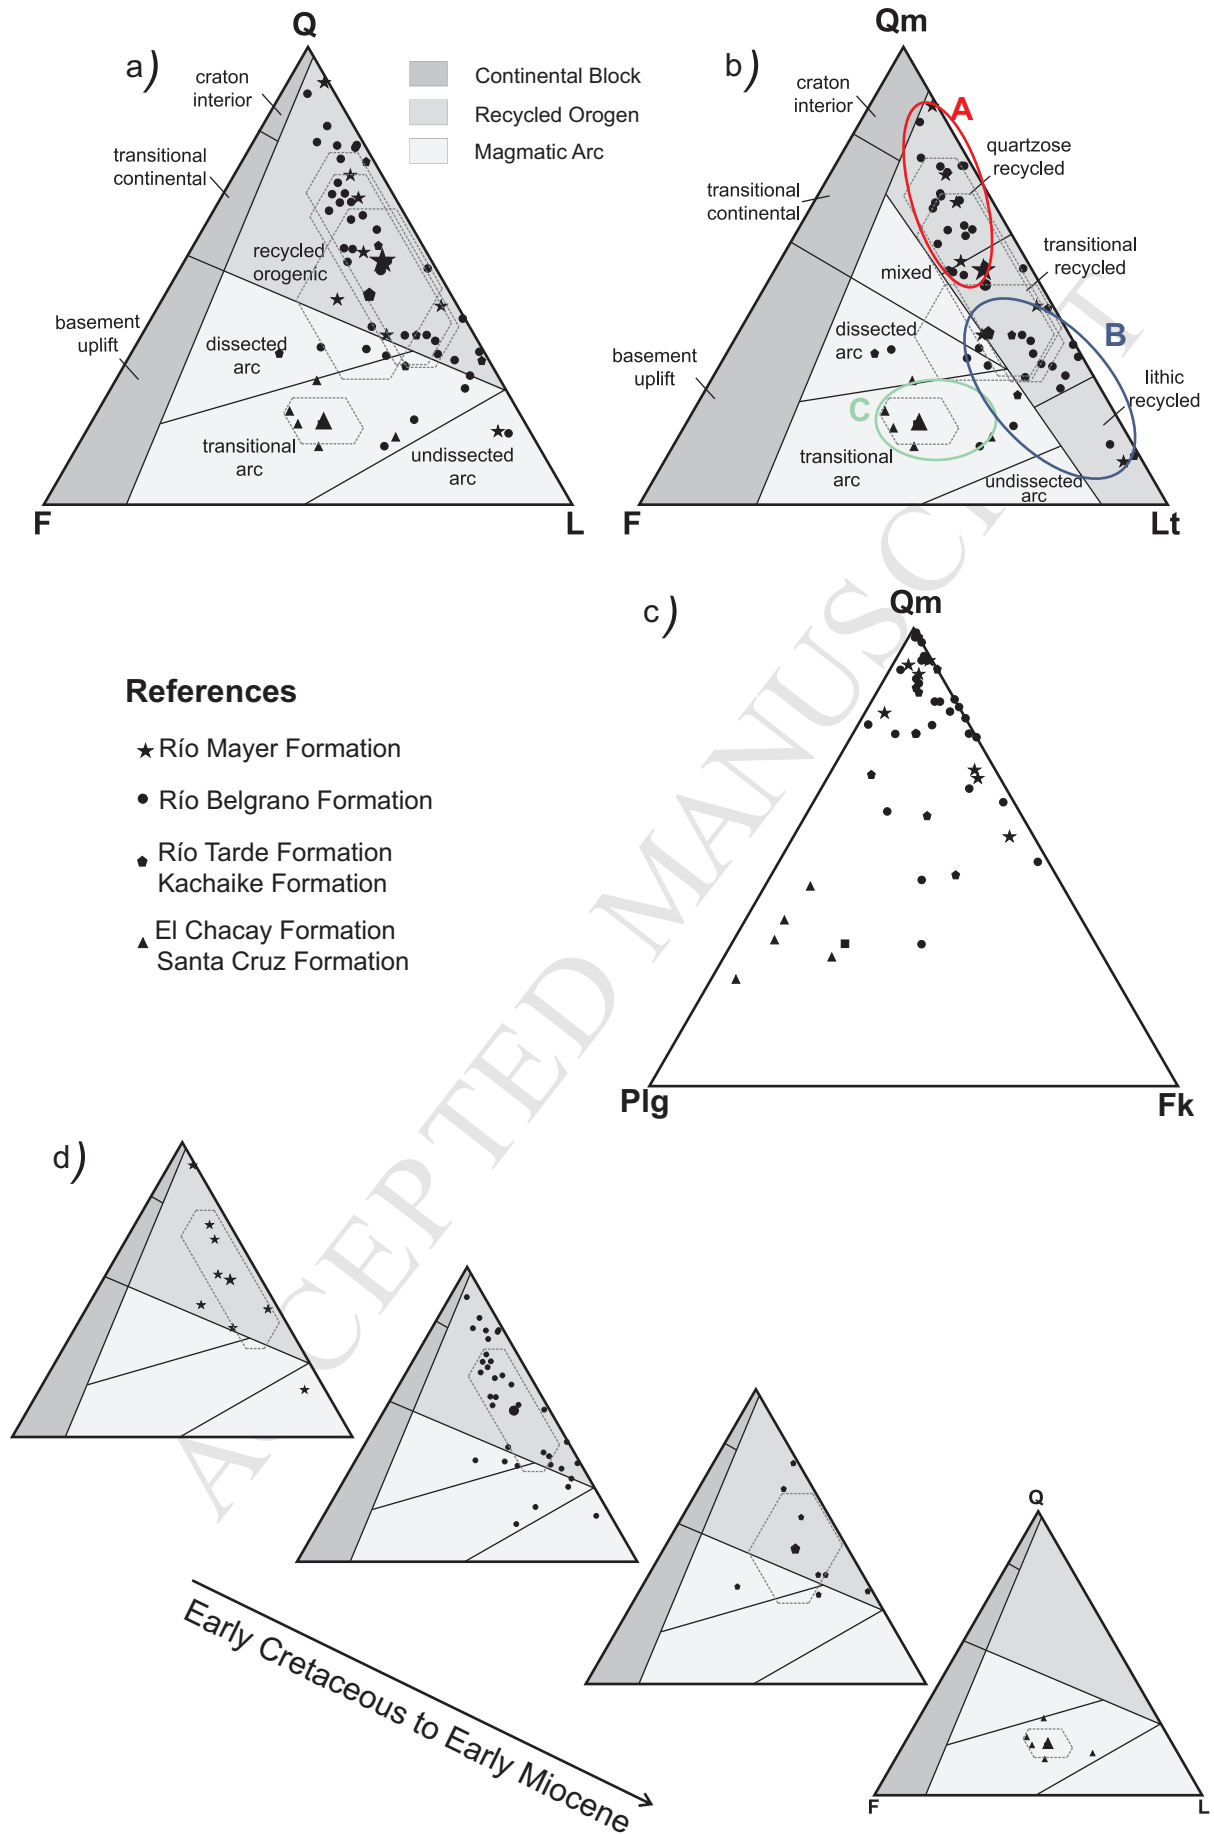 a)
Q
craton
interior
transitional
continental
recycled
orogenic
basement
uplift
dissected
arc
transitional
arc
undissected
arc
F
L
Continental Block
Recycled Orogen
Magmatic Arc
b)
Qm
craton
interior
A
quartzose
recycled
transitional
continental
transitional
recycled
mixed
dissected
arc
B
basement
uplift
lithic
recycled
C
transitional
arc
undissected
arc
F
Lt
c)
Qm
Plg
Fk
References
Río Mayer Formation
Río Belgrano Formation
Río Tarde Formation
Kachaike Formation
El Chacay Formation
Santa Cruz Formation
d)
Early Cretaceous to Early Miocene
Q
F
L
ACCEPTED MANUSCRIPT